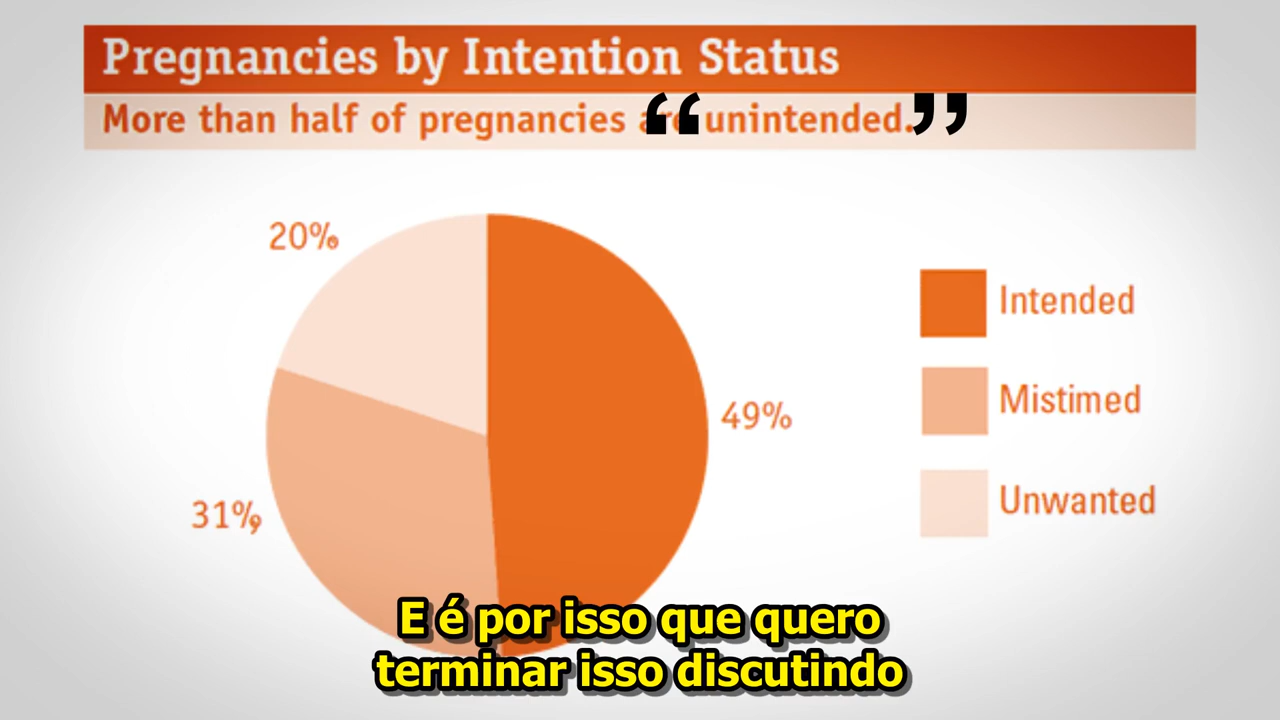 Pregnancies by Intention Status
More than half of pregnancies are “unintended.”
20%
49%
31%
Intended
Mistimed
Unwanted
E é por isso que quero
terminar isso discutindo